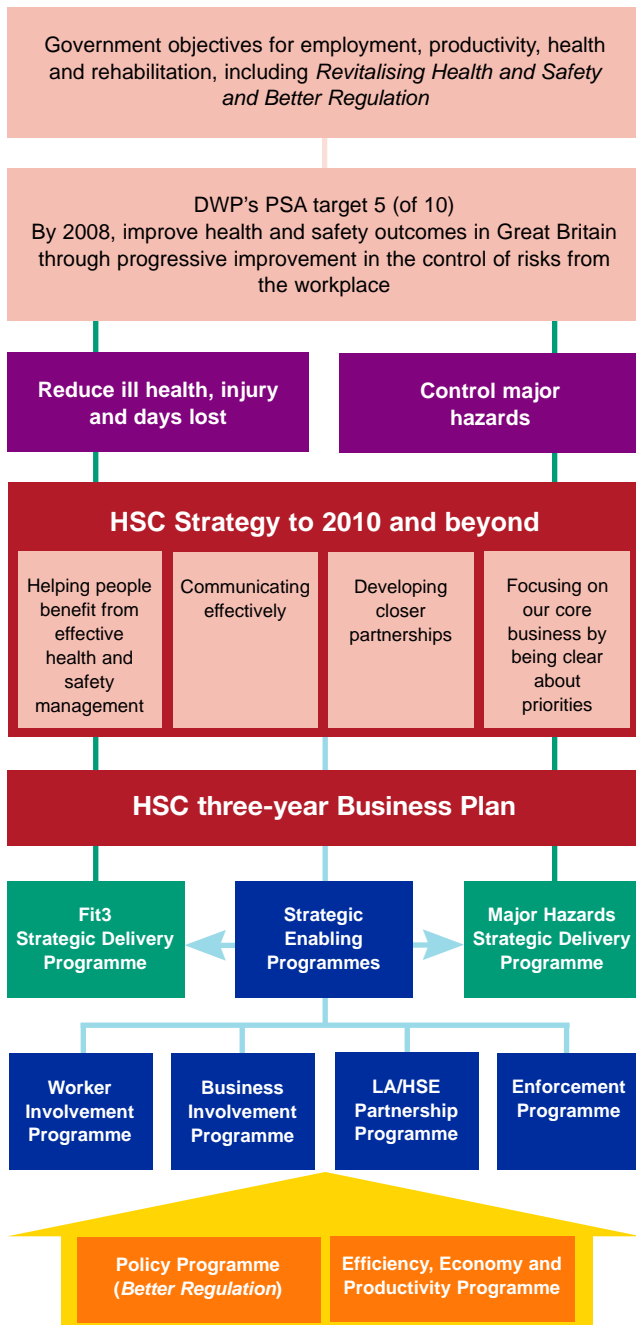 Government objectives for employment, productivity, health
and rehabilitation, including Revitalising Health and Safety
and Better Regulation
DWP's PSA target 5 (of 10)
By 2008, improve health and safety outcomes in Great Britain
through progressive improvement in the control of risks from
the workplace
Reduce ill health, injury
and days lost
Control major
hazards
HSC Strategy to 2010 and beyond
Helping people
benefit from
effective
health and
safety
management
Communicating
effectively
Developing
closer
partnerships
Focusing on
our core
business by
being clear
about
priorities
HSC three-year Business Plan
Fit3
Strategic Delivery
Programme
Strategic
Enabling
Programmes
Major Hazards
Strategic Delivery
Programme
Worker
Involvement
Programme
Business
Involvement
Programme
LA/HSE
Partnership
Programme
Enforcement
Programme
Policy Programme
(Better Regulation)
Efficiency, Economy and
Productivity Programme